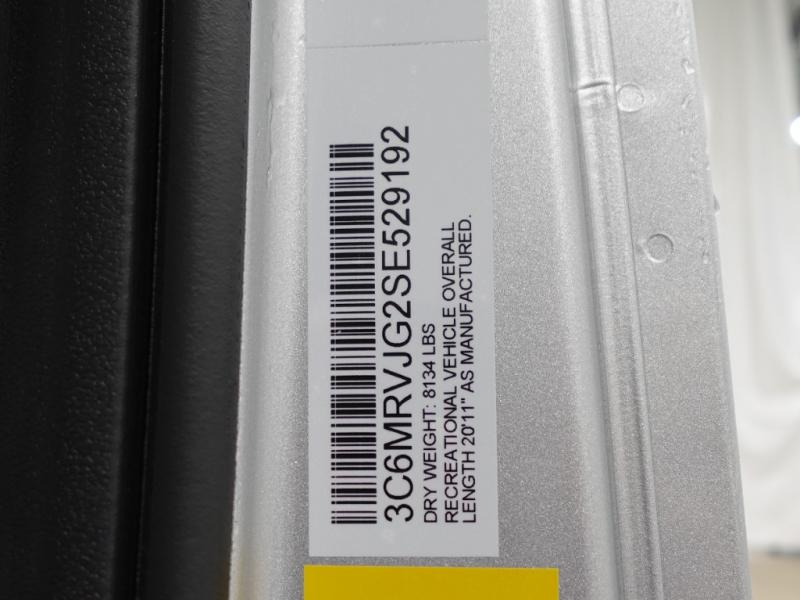 3C6MRVJG2SE529192
DRY WEIGHT: 8134 LBS
RECREATIONAL VEHICLE OVERALL
LENGTH 20'11" AS MANUFACTURED.